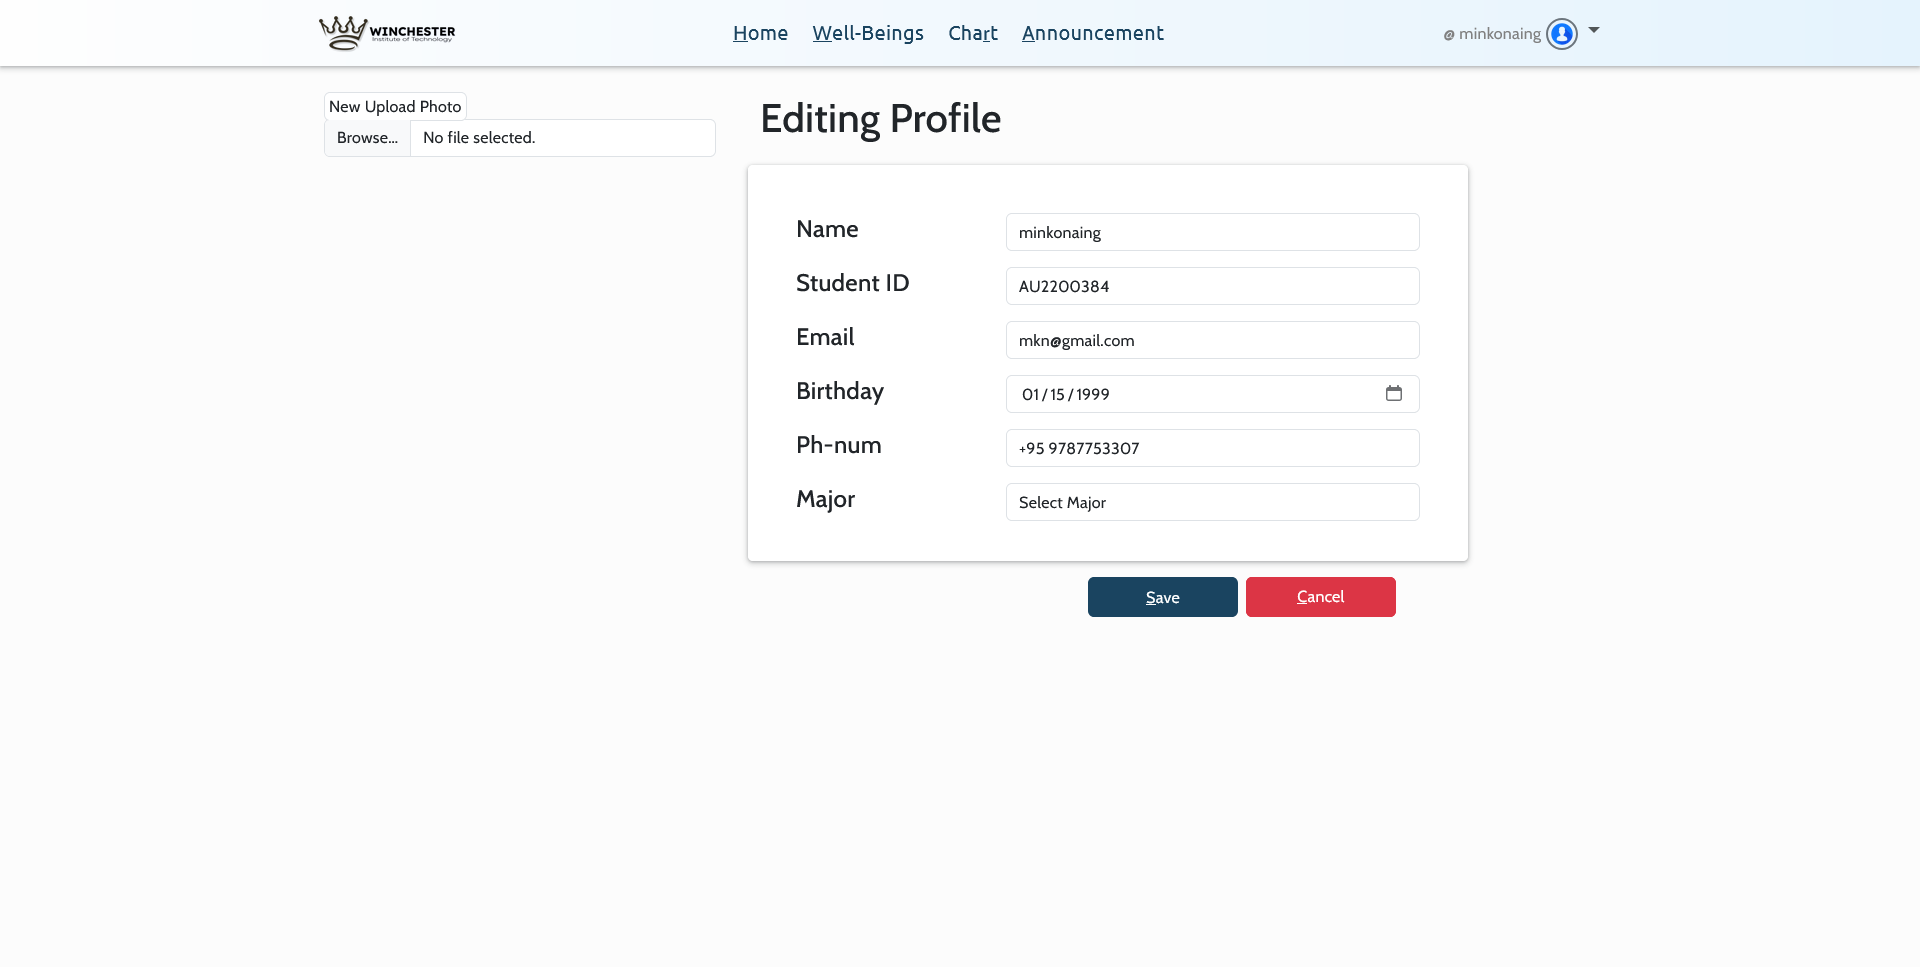 WINCHESTER
Institute of Technology
Home Well-Beings Chart Announcement
@ minkonaing
New Upload Photo
Browse... No file selected.
Editing Profile
Name minkonaing
Student ID AU2200384
Email mkn@gmail.com
Birthday 01 / 15 / 1999
Ph-num +95 9787753307
Major Select Major
Save Cancel